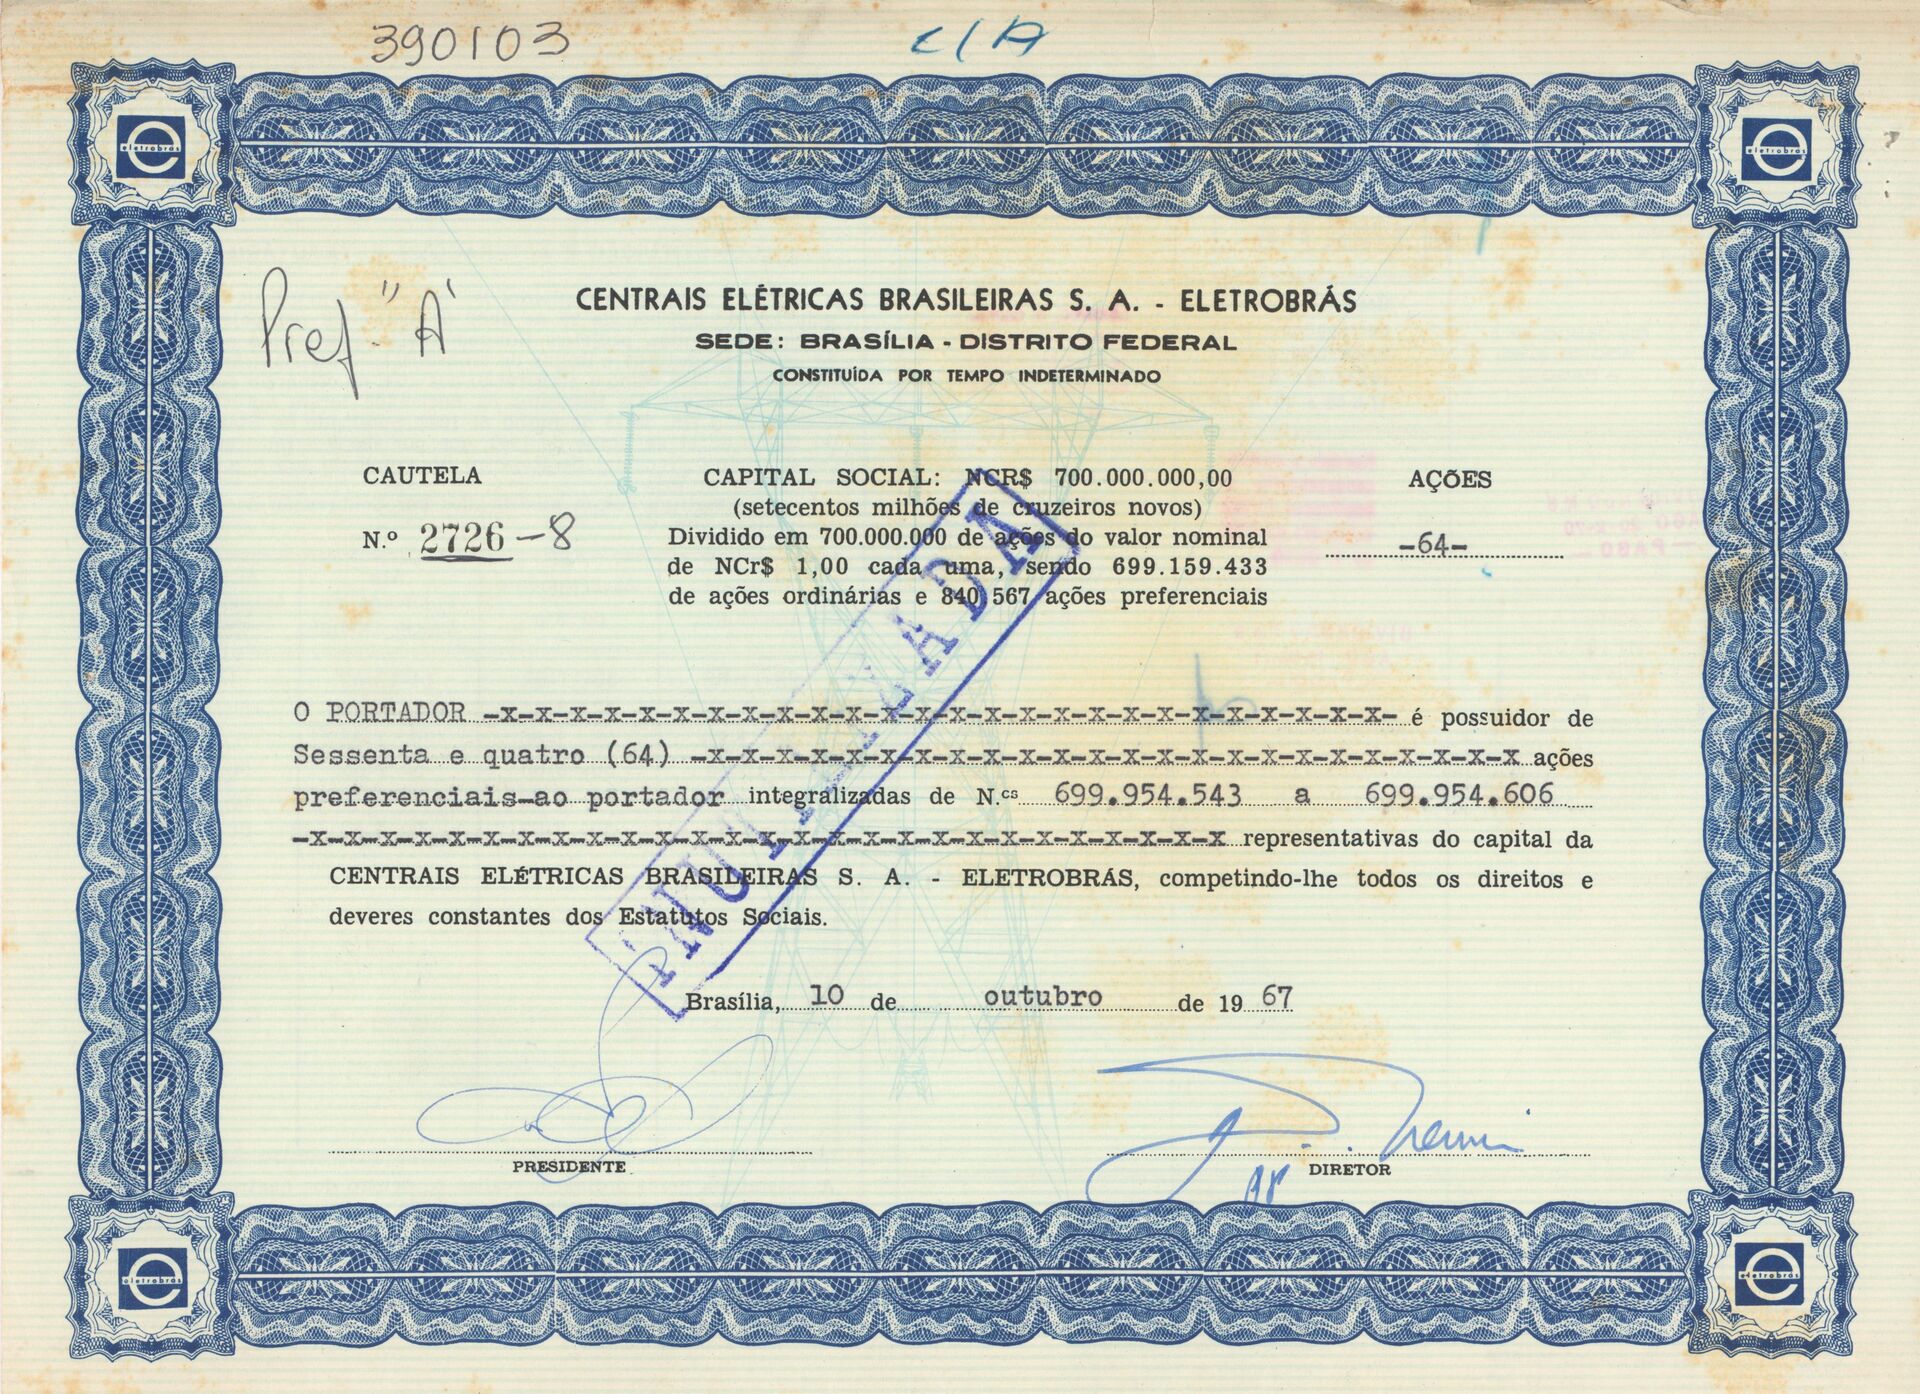 390103
C/A
eletrobrás
eletrobrás
Pref. "A"
CENTRAIS ELÉTRICAS BRASILEIRAS S. A. - ELETROBRÁS
SEDE: BRASÍLIA - DISTRITO FEDERAL
CONSTITUÍDA POR TEMPO INDETERMINADO
CAUTELA
N.º 2726-8
CAPITAL SOCIAL: NCR$ 700.000.000,00
(setecentos milhões de cruzeiros novos)
Dividido em 700.000.000 de ações do valor nominal
de NCr$ 1,00 cada uma, sendo 699.159.433
de ações ordinárias e 840 567 ações preferenciais
AÇÕES
-64-
INUTILIZADA
O PORTADOR -x-x-x-x-x-x-x-x-x-x-x-x-x-x-x-x-x-x-x-x-x-x-x-x-x-x- é possuidor de
Sessenta e quatro (64) -x-x-x-x-x-x-x-x-x-x-x-x-x-x-x-x-x-x-x-x-x-x-x-x ações
preferenciais-ao portador integralizadas de N.os 699.954.543 a 699.954.606
-x-x-x-x-x-x-x-x-x-x-x-x-x-x-x-x-x-x-x-x-x-x-x-x-x-x-x representativas do capital da
CENTRAIS ELÉTRICAS BRASILEIRAS S. A. - ELETROBRÁS, competindo-lhe todos os direitos e
deveres constantes dos Estatutos Sociais.
Brasília, 10 de outubro de 1967
PRESIDENTE
DIRETOR
eletrobrás
eletrobrás